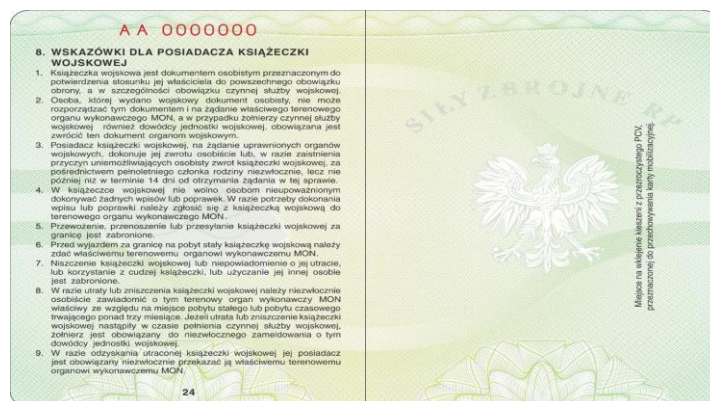 AA 0000000
8. WSKAZÓWKI DLA POSIADACZA KSIĄŻECZKI
WOJSKOWEJ
1. Książeczka wojskowa jest dokumentem osobistym przeznaczonym do
potwierdzenia stosunku jej właściciela do powszechnego obowiązku
obrony, a w szczególności obowiązku czynnej służby wojskowej.
2. Osoba, której wydano wojskowy dokument osobisty, nie może
rozporządzać tym dokumentem i na żądanie właściwego terenowego
organu wykonawczego MON, a w przypadku żołnierzy czynnej służby
wojskowej również dowódcy jednostki wojskowej, obowiązana jest
zwrócić ten dokument organom wojskowym.
3. Posiadacz książeczki wojskowej, na żądanie uprawnionych organów
wojskowych, dokonuje jej zwrotu osobiście lub, w razie zaistnienia
przyczyn uniemożliwiających osobisty zwrot książeczki wojskowej, za
pośrednictwem pełnoletniego członka rodziny niezwłocznie, lecz nie
później niż w terminie 14 dni od otrzymania żądania w tej sprawie.
4. W książeczce wojskowej nie wolno osobom nieupoważnionym
dokonywać żadnych wpisów lub poprawek. W razie potrzeby dokonania
wpisu lub poprawki należy zgłosić się z książeczką wojskową do
terenowego organu wykonawczego MON.
5. Przewożenie, przenoszenie lub przesyłanie książeczki wojskowej za
granicę jest zabronione.
6. Przed wyjazdem za granicę na pobyt stały książeczkę wojskową należy
zdać właściwemu terenowemu organowi wykonawczemu MON.
7. Niszczenie książeczki wojskowej lub niepowiadomienie o jej utracie,
lub korzystanie z cudzej książeczki, lub użyczanie jej innej osobie
jest zabronione.
8. W razie utraty lub zniszczenia książeczki wojskowej należy niezwłocznie
osobiście zawiadomić o tym terenowy organ wykonawczy MON
właściwy ze względu na miejsce pobytu stałego lub pobytu czasowego
trwającego ponad trzy miesiące. Jeżeli utrata lub zniszczenie książeczki
wojskowej nastąpiły w czasie pełnienia czynnej służby wojskowej,
żołnierz jest obowiązany do niezwłocznego zameldowania o tym
dowódcy jednostki wojskowej.
9. W razie odzyskania utraconej książeczki wojskowej jej posiadacz
jest obowiązany niezwłocznie przekazać ją właściwemu terenowemu
organowi wykonawczemu MON.
24
SIŁY ZBROJNE RP
Miejsce na wklejenie kieszeni z przezroczystego PCV,
przeznaczonej do przechowywania karty mobilizacyjnej.